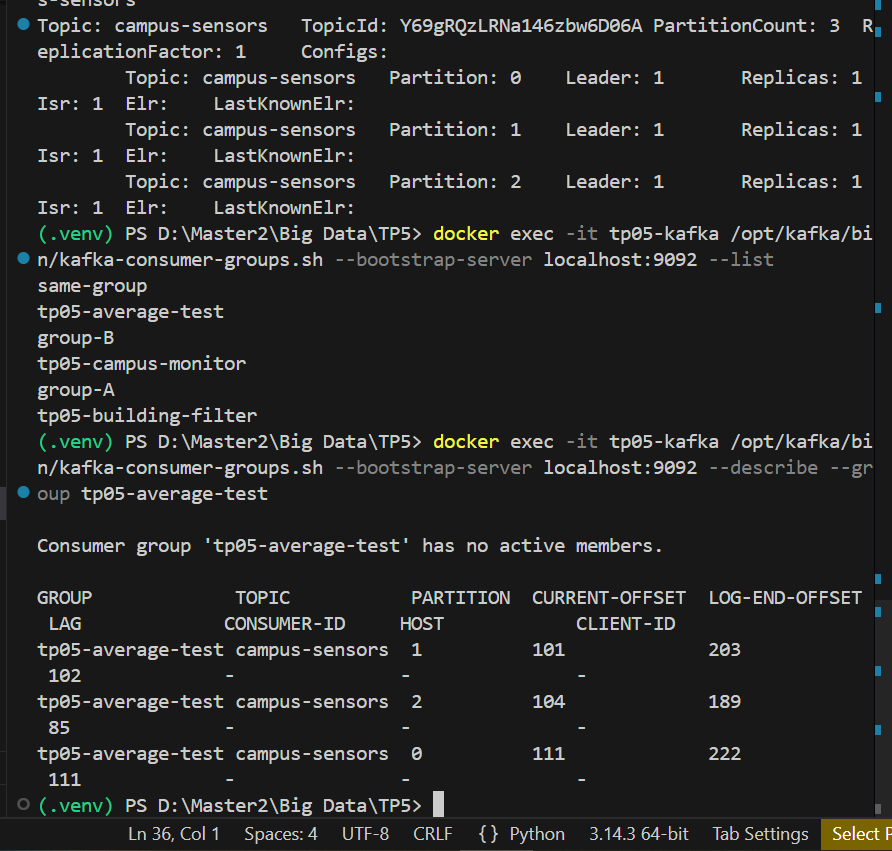 s-sensors
Topic: campus-sensors   TopicId: Y69gRQzLRNa146zbw6D06A PartitionCount: 3  R
eplicationFactor: 1     Configs:
        Topic: campus-sensors   Partition: 0    Leader: 1       Replicas: 1
Isr: 1  Elr:    LastKnownElr:
        Topic: campus-sensors   Partition: 1    Leader: 1       Replicas: 1
Isr: 1  Elr:    LastKnownElr:
        Topic: campus-sensors   Partition: 2    Leader: 1       Replicas: 1
Isr: 1  Elr:    LastKnownElr:
(.venv) PS D:\Master2\Big Data\TP5> docker exec -it tp05-kafka /opt/kafka/bi
n/kafka-consumer-groups.sh --bootstrap-server localhost:9092 --list
same-group
tp05-average-test
group-B
tp05-campus-monitor
group-A
tp05-building-filter
(.venv) PS D:\Master2\Big Data\TP5> docker exec -it tp05-kafka /opt/kafka/bi
n/kafka-consumer-groups.sh --bootstrap-server localhost:9092 --describe --gr
oup tp05-average-test
Consumer group 'tp05-average-test' has no active members.
GROUP             TOPIC           PARTITION  CURRENT-OFFSET  LOG-END-OFFSET
 LAG             CONSUMER-ID     HOST            CLIENT-ID
tp05-average-test campus-sensors  1          101             203
 102             -               -               -
tp05-average-test campus-sensors  2          104             189
 85              -               -               -
tp05-average-test campus-sensors  0          111             222
 111             -               -               -
(.venv) PS D:\Master2\Big Data\TP5>
Ln 36, Col 1   Spaces: 4   UTF-8   CRLF   {} Python   3.14.3 64-bit   Tab Settings   Select P